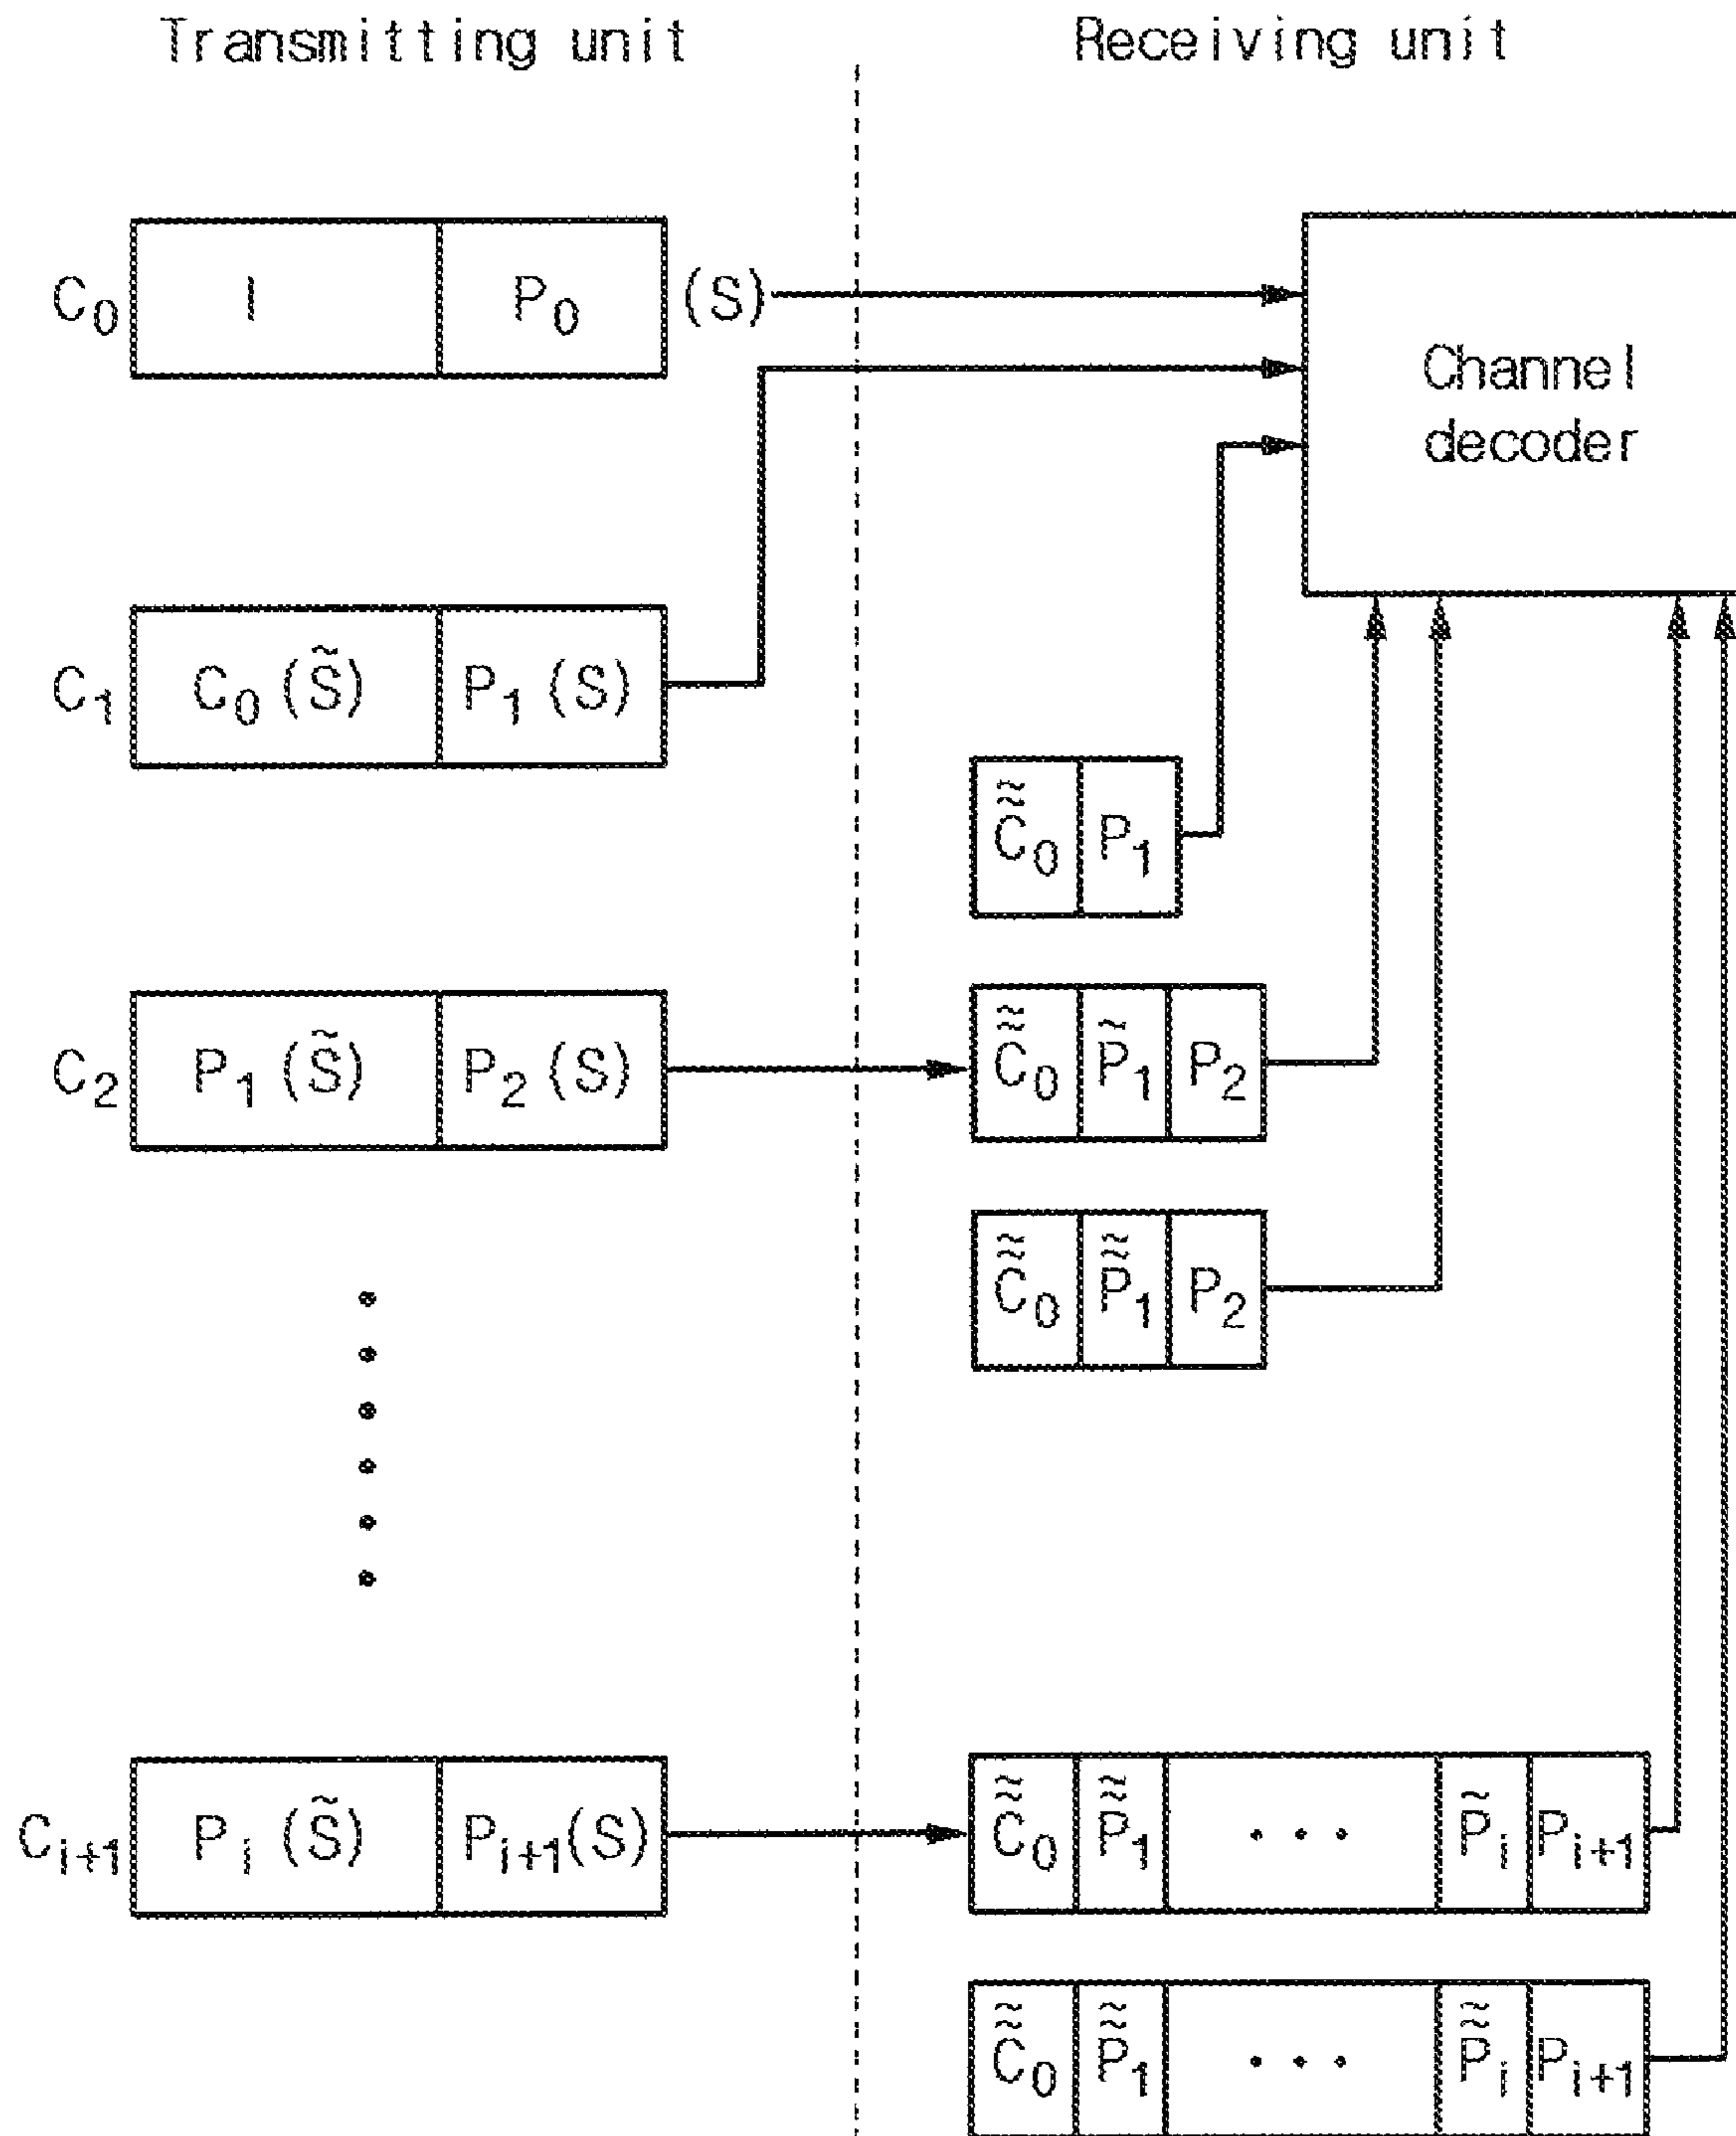 Transmitting unit
Receiving unit
C₀ I P₀ (S)
Channel
decoder
C₁ C₀(S̃) P₁(S)
C̃̃₀ P₁
C₂ P₁(S̃) P₂(S)
C̃̃₀ P̃₁ P₂
C̃̃₀ P̃̃₁ P₂
Cᵢ₊₁ Pᵢ(S̃) Pᵢ₊₁(S)
C̃̃₀ P̃̃₁ ··· P̃ᵢ Pᵢ₊₁
C̃̃₀ P̃̃₁ ··· P̃̃ᵢ Pᵢ₊₁